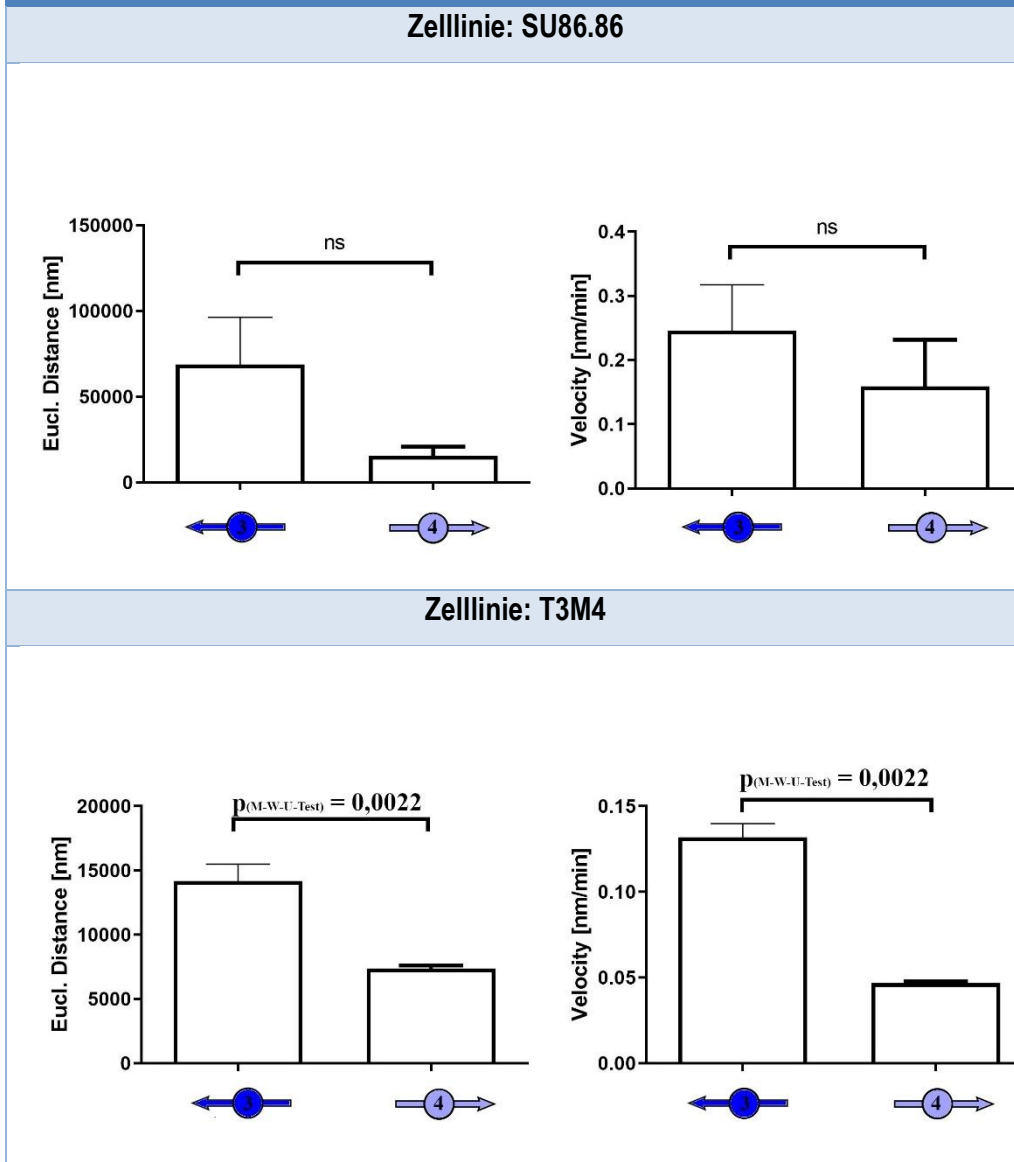 Zelllinie: SU86.86
ns
150000
100000
50000
0
Eucl. Distance [nm]
3
4
ns
0.4
0.3
0.2
0.1
0.0
Velocity [nm/min]
3
4
Zelllinie: T3M4
p(M-W-U-Test) = 0,0022
20000
15000
10000
5000
0
Eucl. Distance [nm]
3
4
p(M-W-U-Test) = 0,0022
0.15
0.10
0.05
0.00
Velocity [nm/min]
3
4